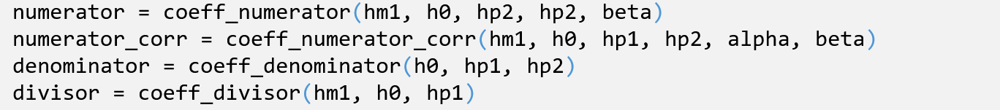 numerator = coeff_numerator(hm1, h0, hp2, hp2, beta)
numerator_corr = coeff_numerator_corr(hm1, h0, hp1, hp2, alpha, beta)
denominator = coeff_denominator(h0, hp1, hp2)
divisor = coeff_divisor(hm1, h0, hp1)